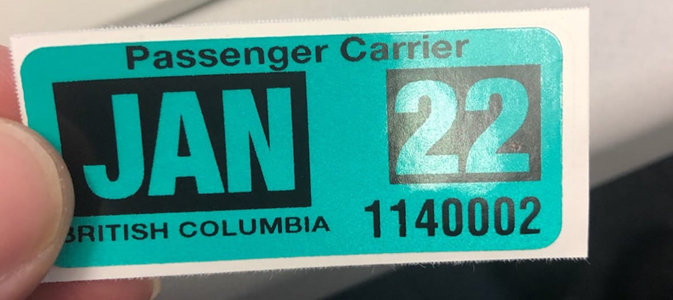 Passenger Carrier
JAN 22
BRITISH COLUMBIA 1140002